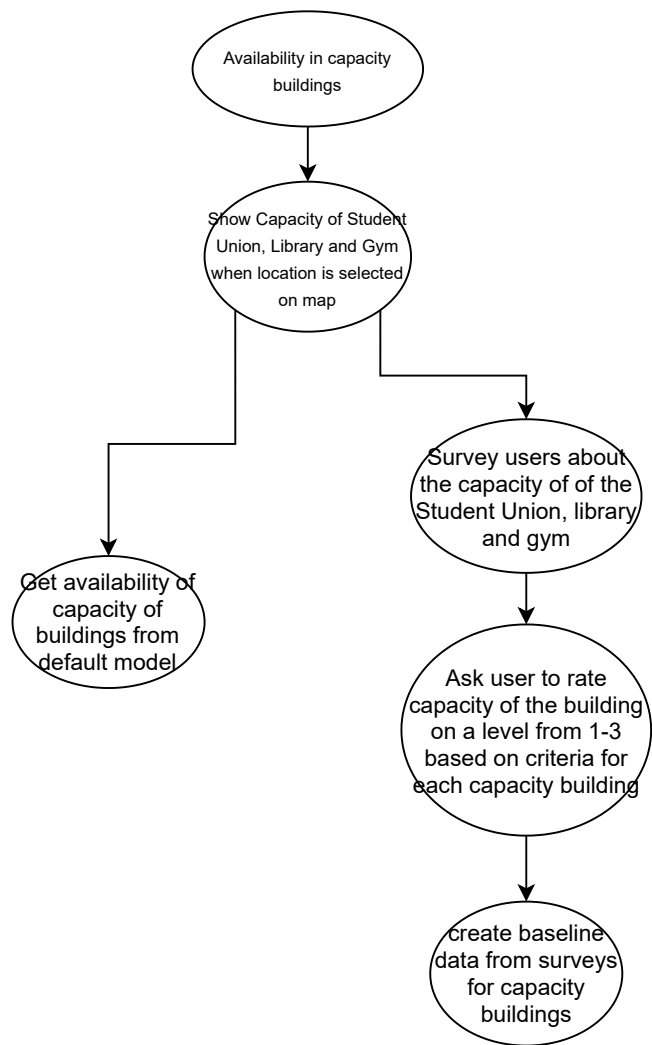 Availability in capacity
buildings
Show Capacity of Student
Union, Library and Gym
when location is selected
on map
Survey users about
the capacity of of the
Student Union, library
and gym
Get availability of
capacity of
buildings from
default model
Ask user to rate
capacity of the building
on a level from 1-3
based on criteria for
each capacity building
create baseline
data from surveys
for capacity
buildings